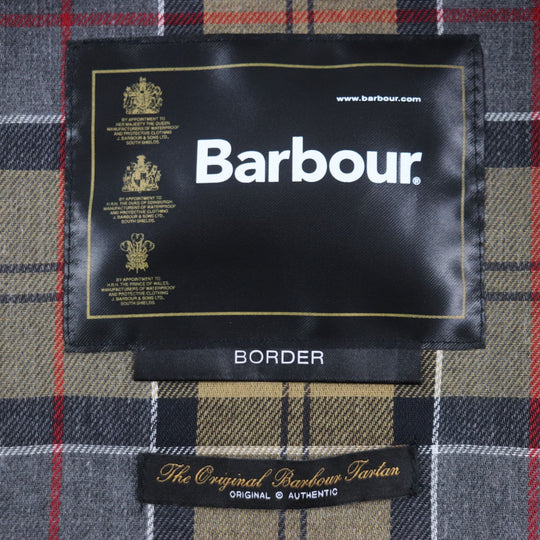 www.barbour.com
BY APPOINTMENT TO
HER MAJESTY THE QUEEN
MANUFACTURERS OF WATERPROOF
AND PROTECTIVE CLOTHING
J. BARBOUR & SONS LTD.,
SOUTH SHIELDS.
Barbour®
BY APPOINTMENT TO
H.R.H. THE DUKE OF EDINBURGH
MANUFACTURERS OF WATERPROOF
AND PROTECTIVE CLOTHING
J. BARBOUR & SONS LTD.,
SOUTH SHIELDS.
BY APPOINTMENT TO
H.R.H. THE PRINCE OF WALES,
MANUFACTURERS OF WATERPROOF
AND PROTECTIVE CLOTHING
J. BARBOUR & SONS LTD.,
SOUTH SHIELDS.
BORDER
The Original Barbour Tartan
ORIGINAL ® AUTHENTIC